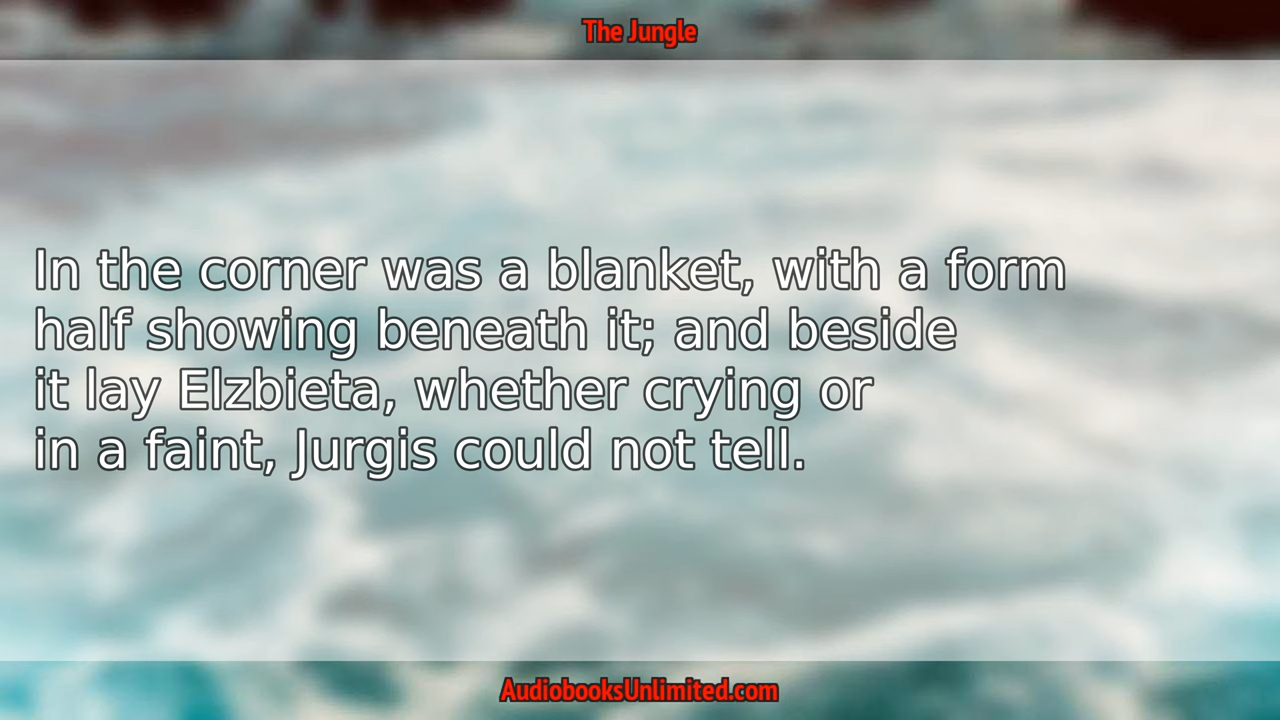 The Jungle
In the corner was a blanket, with a form
half showing beneath it; and beside
it lay Elzbieta, whether crying or
in a faint, Jurgis could not tell.
AudiobooksUnlimited.com